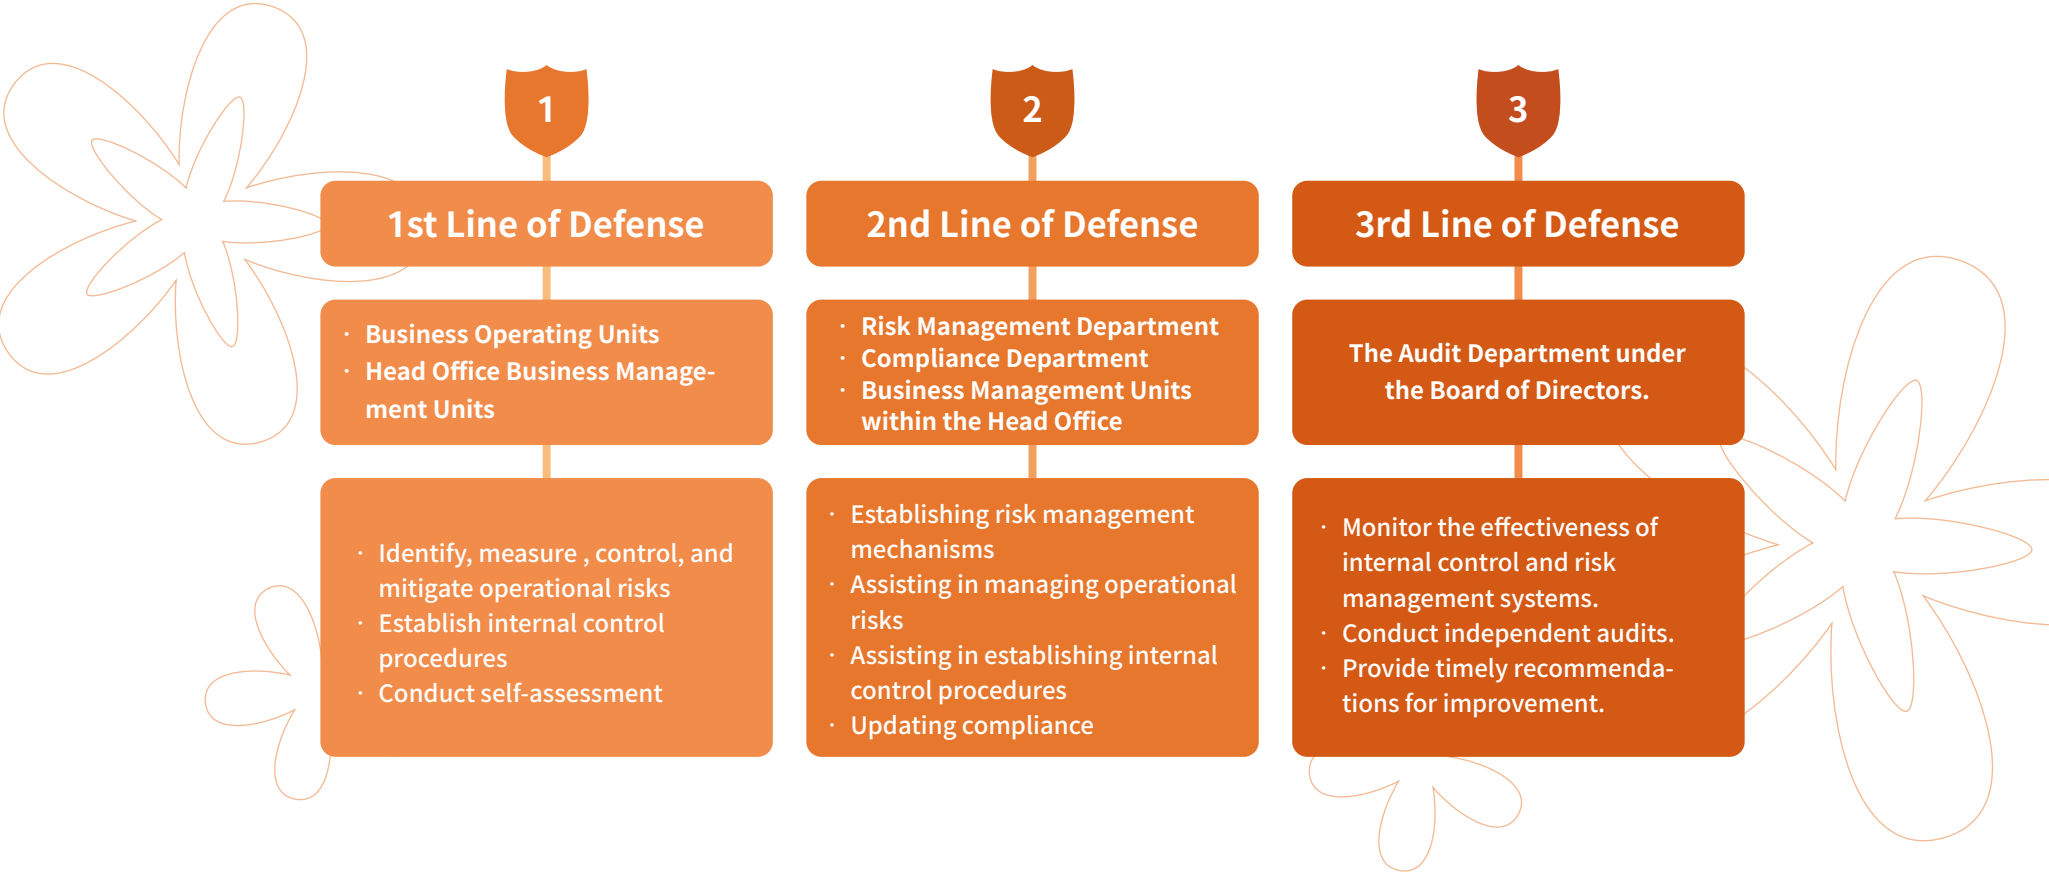 1
1st Line of Defense
· Business Operating Units
· Head Office Business Manage-
ment Units
· Identify, measure , control, and
mitigate operational risks
· Establish internal control
procedures
· Conduct self-assessment
2
2nd Line of Defense
· Risk Management Department
· Compliance Department
· Business Management Units
within the Head Office
· Establishing risk management
mechanisms
· Assisting in managing operational
risks
· Assisting in establishing internal
control procedures
· Updating compliance
3
3rd Line of Defense
The Audit Department under
the Board of Directors.
· Monitor the effectiveness of
internal control and risk
management systems.
· Conduct independent audits.
· Provide timely recommenda-
tions for improvement.